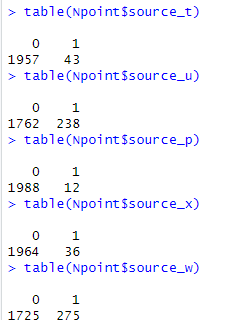 > table(Npoint$source_t)
0 1
1957 43
> table(Npoint$source_u)
0 1
1762 238
> table(Npoint$source_p)
0 1
1988 12
> table(Npoint$source_x)
0 1
1964 36
> table(Npoint$source_w)
0 1
1725 275